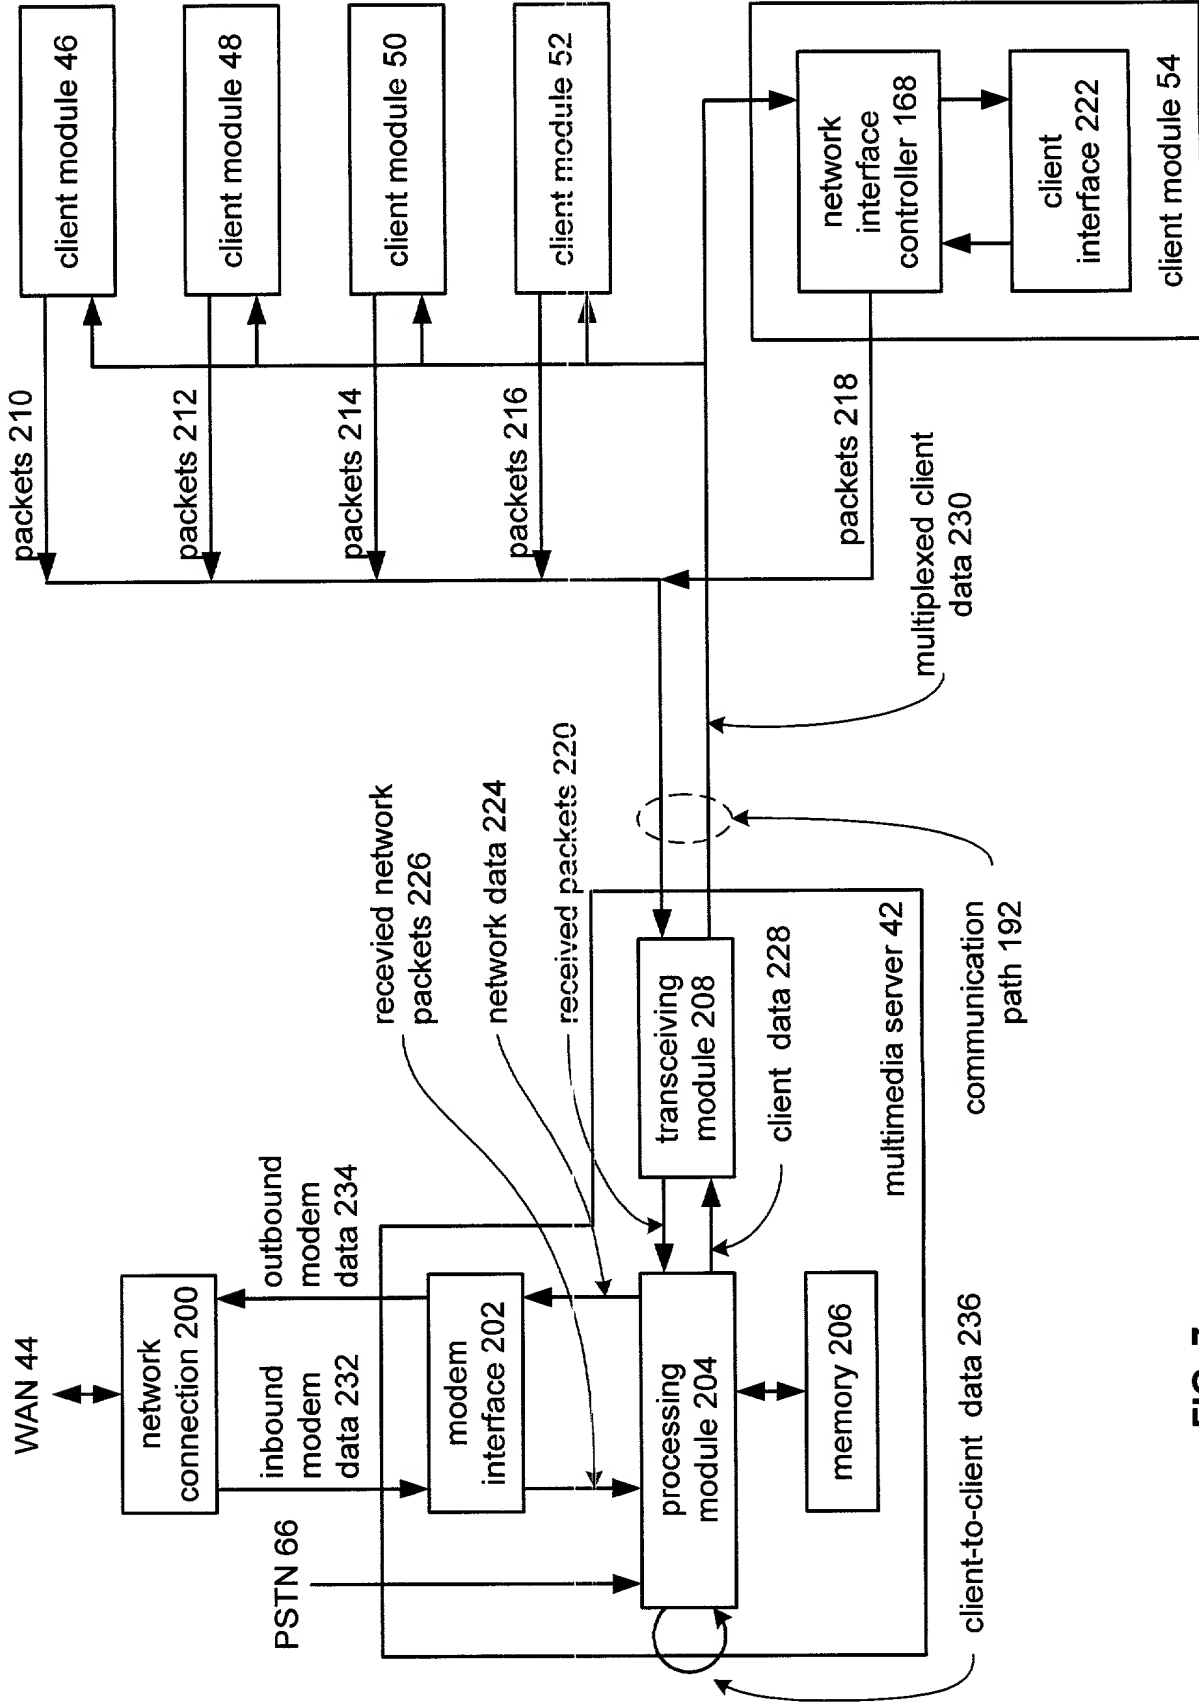 WAN 44
network
connection 200
inbound
modem
data 232
outbound
modem
data 234
PSTN 66
modem
interface 202
processing
module 204
memory 206
client-to-client data 236
transceiving
module 208
client data 228
multimedia server 42
recevied network
packets 226
network data 224
received packets 220
communication
path 192
multiplexed client
data 230
packets 210
packets 212
packets 214
packets 216
packets 218
client module 46
client module 48
client module 50
client module 52
network
interface
controller 168
client
interface 222
client module 54